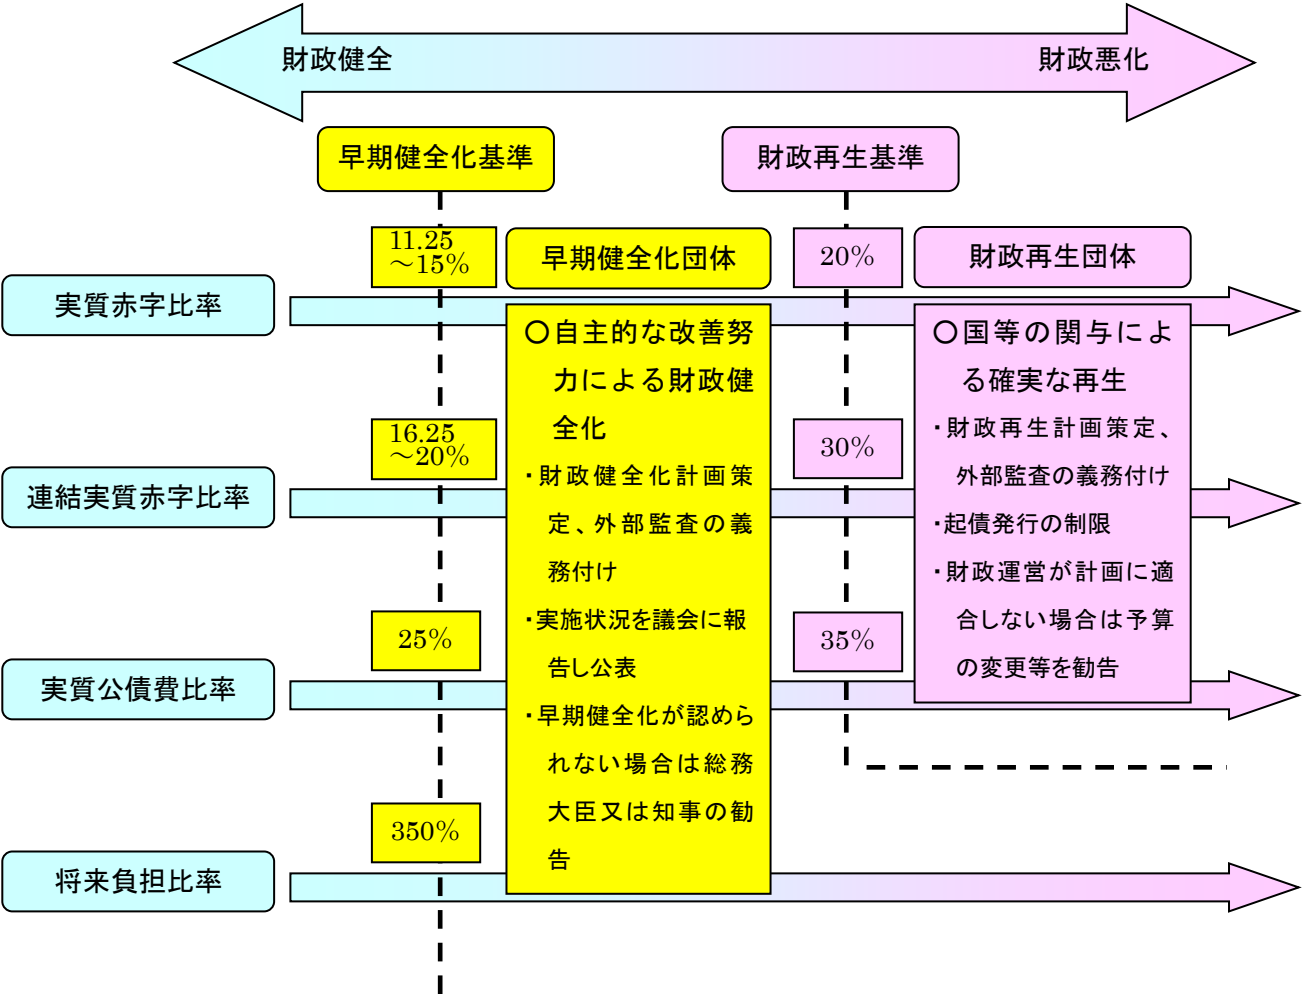 財政健全
財政悪化
早期健全化基準
財政再生基準
11.25
～15%
早期健全化団体
20%
財政再生団体
実質赤字比率
〇自主的な改善努
力による財政健
全化
・財政健全化計画策
定、外部監査の義
務付け
・実施状況を議会に報
告し公表
・早期健全化が認めら
れない場合は総務
大臣又は知事の勧
告
〇国等の関与によ
る確実な再生
・財政再生計画策定、
外部監査の義務付け
・起債発行の制限
・財政運営が計画に適
合しない場合は予算
の変更等を勧告
16.25
～20%
30%
連結実質赤字比率
25%
35%
実質公債費比率
350%
将来負担比率